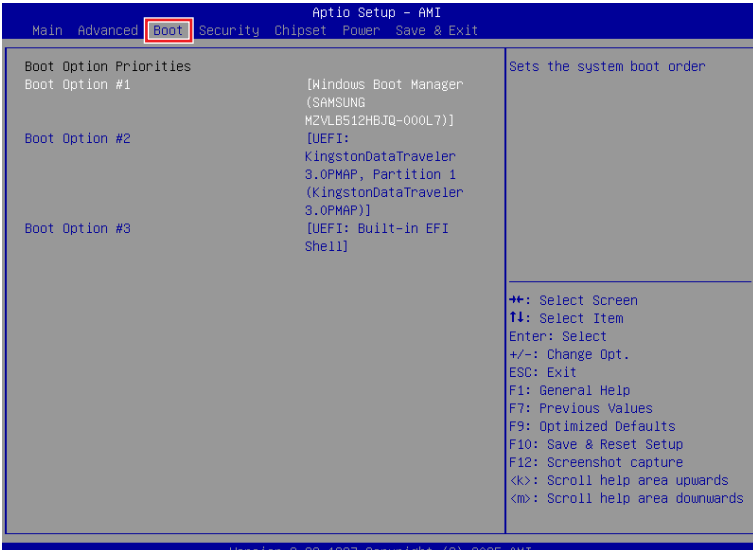 Aptio Setup - AMI
Main Advanced Boot Security Chipset Power Save & Exit
Boot Option Priorities
Boot Option #1 [Windows Boot Manager
(SAMSUNG
MZVLB512HBJQ-000L7)]
Boot Option #2 [UEFI:
KingstonDataTraveler
3.0PMAP, Partition 1
(KingstonDataTraveler
3.0PMAP)]
Boot Option #3 [UEFI: Built-in EFI
Shell]
Sets the system boot order
→←: Select Screen
↑↓: Select Item
Enter: Select
+/-: Change Opt.
ESC: Exit
F1: General Help
F7: Previous Values
F9: Optimized Defaults
F10: Save & Reset Setup
F12: Screenshot capture
<k>: Scroll help area upwards
<m>: Scroll help area downwards